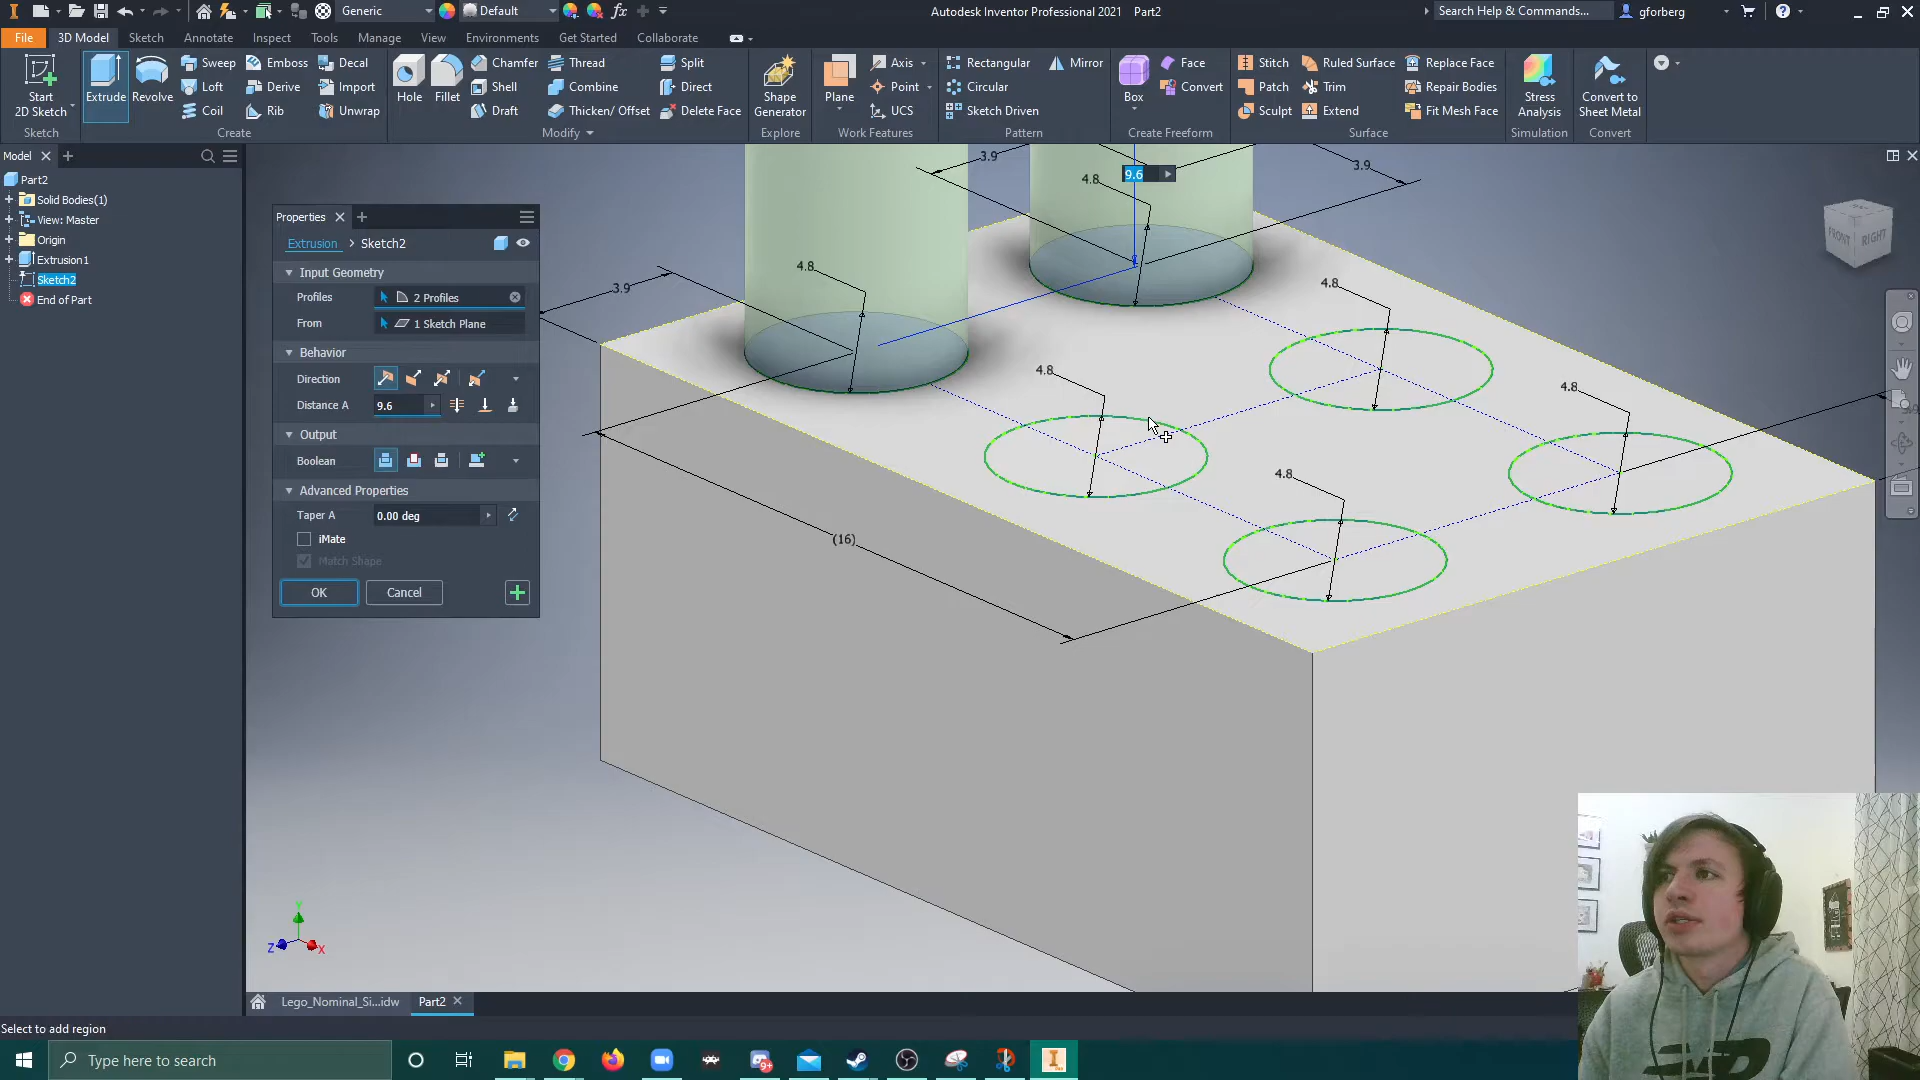 Generic
Default
fx
Autodesk Inventor Professional 2021 Part2
Search Help & Commands...
gforberg
File
3D Model
Sketch
Annotate
Inspect
Tools
Manage
View
Environments
Get Started
Collaborate
Start
2D Sketch
Sketch
Extrude
Revolve
Sweep
Loft
Coil
Emboss
Derive
Rib
Decal
Import
Unwrap
Create
Hole
Fillet
Chamfer
Shell
Draft
Thread
Combine
Thicken/ Offset
Split
Direct
Delete Face
Modify
Shape
Generator
Explore
Plane
Axis
Point
UCS
Work Features
Rectangular
Circular
Sketch Driven
Mirror
Pattern
Box
Face
Convert
Create Freeform
Stitch
Patch
Sculpt
Ruled Surface
Trim
Extend
Replace Face
Repair Bodies
Fit Mesh Face
Surface
Stress
Analysis
Simulation
Convert to
Sheet Metal
Convert
Model
Part2
Solid Bodies(1)
View: Master
Origin
Extrusion1
Sketch2
End of Part
Properties
Extrusion > Sketch2
Input Geometry
Profiles 2 Profiles
From 1 Sketch Plane
Behavior
Direction
Distance A 9.6
Output
Boolean
Advanced Properties
Taper A 0.00 deg
iMate
Match Shape
OK
Cancel
3.9
4.8
9.6
3.9
3.9
4.8
4.8
4.8
4.8
4.8
(16)
FRONT
RIGHT
Y
Z
X
Lego_Nominal_Si...idw
Part2
Select to add region
Type here to search